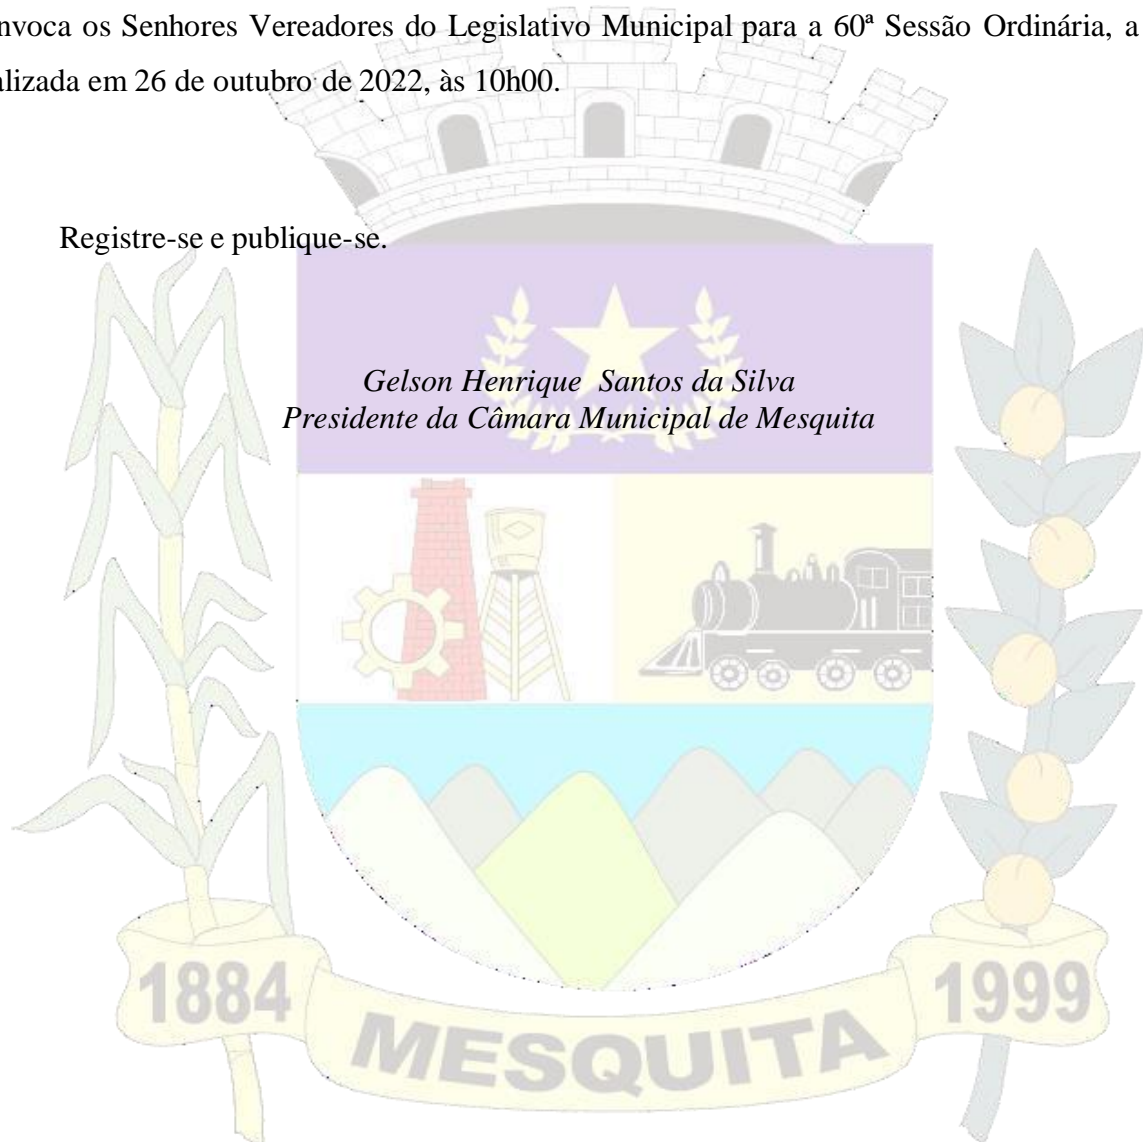 nvoca os Senhores Vereadores do Legislativo Municipal para a 60ª Sessão Ordinária, a
alizada em 26 de outubro de 2022, às 10h00.
Registre-se e publique-se.
Gelson Henrique Santos da Silva
Presidente da Câmara Municipal de Mesquita
1884
MESQUITA
1999